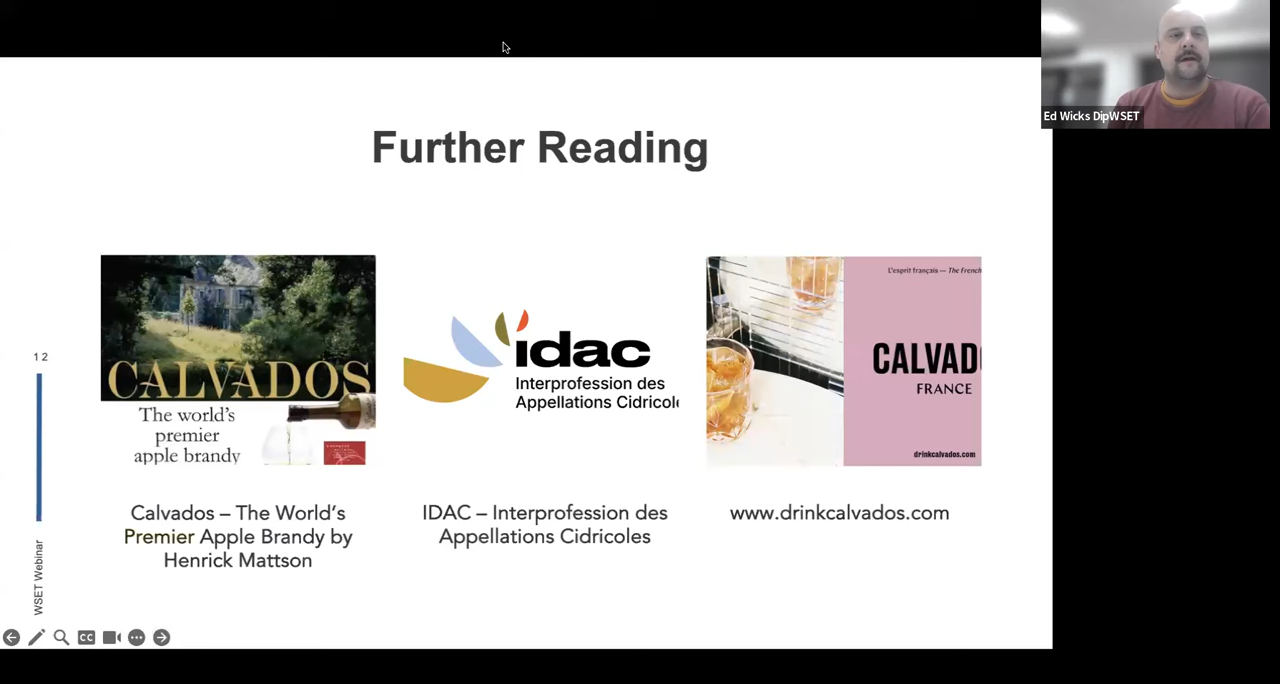 Ed Wicks DipWSET
Further Reading
CALVADOS
The world's
premier
apple brandy
idac
Interprofession des
Appellations Cidricol
L'esprit français — The French
CALVAD
FRANCE
drinkcalvados.com
12
WSET Webinar
Calvados – The World's
Premier Apple Brandy by
Henrick Mattson
IDAC – Interprofession des
Appellations Cidricoles
www.drinkcalvados.com
CC